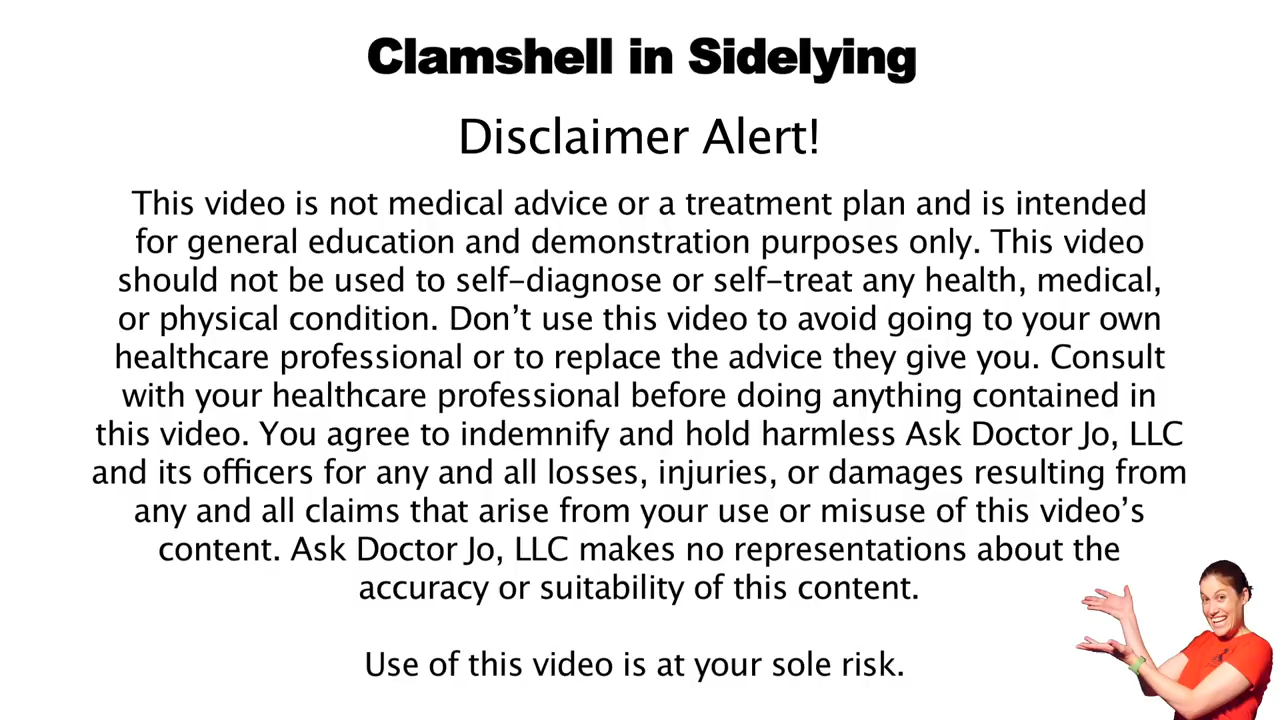 Clamshell in Sidelying
Disclaimer Alert!
This video is not medical advice or a treatment plan and is intended
for general education and demonstration purposes only. This video
should not be used to self-diagnose or self-treat any health, medical,
or physical condition. Don’t use this video to avoid going to your own
healthcare professional or to replace the advice they give you. Consult
with your healthcare professional before doing anything contained in
this video. You agree to indemnify and hold harmless Ask Doctor Jo, LLC
and its officers for any and all losses, injuries, or damages resulting from
any and all claims that arise from your use or misuse of this video’s
content. Ask Doctor Jo, LLC makes no representations about the
accuracy or suitability of this content.
Use of this video is at your sole risk.